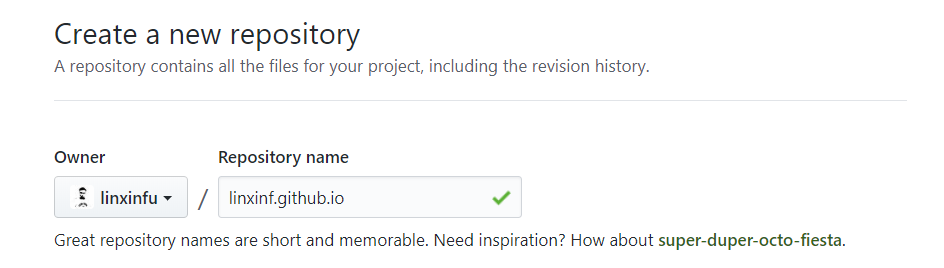 Create a new repository
A repository contains all the files for your project, including the revision history.
Owner Repository name
linxinfu / linxinf.github.io
Great repository names are short and memorable. Need inspiration? How about super-duper-octo-fiesta.